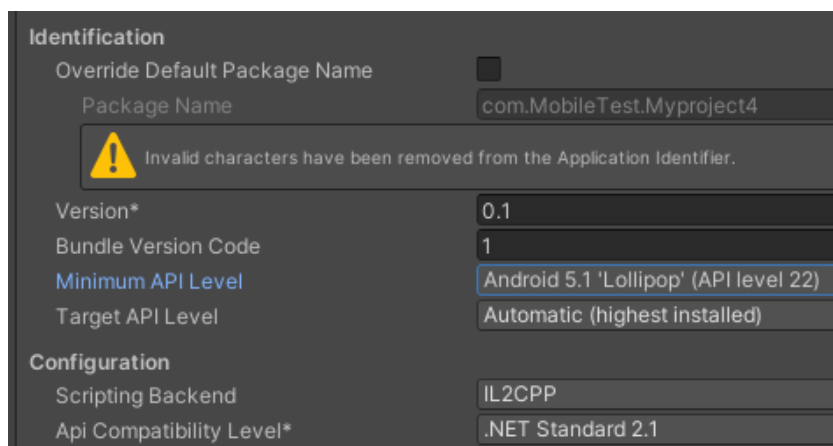 Identification
Override Default Package Name
Package Name com.MobileTest.Myproject4
Invalid characters have been removed from the Application Identifier.
Version* 0.1
Bundle Version Code 1
Minimum API Level Android 5.1 'Lollipop' (API level 22)
Target API Level Automatic (highest installed)
Configuration
Scripting Backend IL2CPP
Api Compatibility Level* .NET Standard 2.1